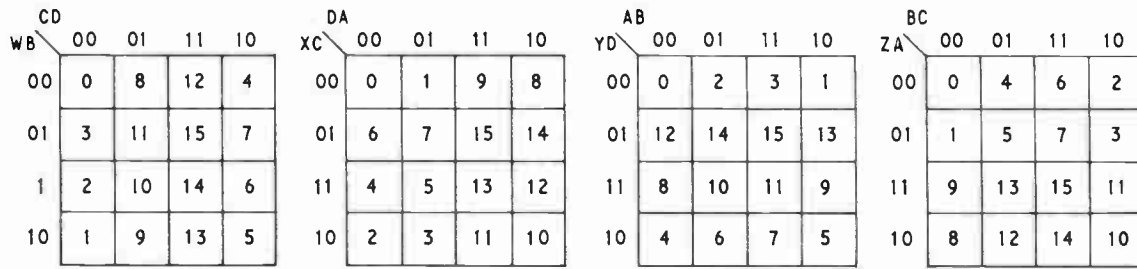 CD DA AB BC
WB 00 01 11 10 XC 00 01 11 10 YD 00 01 11 10 ZA 00 01 11 10
00 0 8 12 4 00 0 1 9 8 00 0 2 3 1 00 0 4 6 2
01 3 11 15 7 01 6 7 15 14 01 12 14 15 13 01 1 5 7 3
1 2 10 14 6 11 4 5 13 12 11 8 10 11 9 11 9 13 15 11
10 1 9 13 5 10 2 3 11 10 10 4 6 7 5 10 8 12 14 10